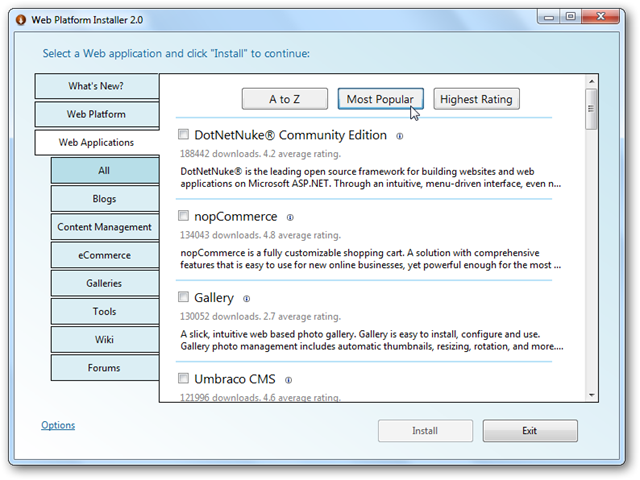 Web Platform Installer 2.0
Select a Web application and click "Install" to continue:
What's New?
Web Platform
Web Applications
All
Blogs
Content Management
eCommerce
Galleries
Tools
Wiki
Forums
A to Z
Most Popular
Highest Rating
DotNetNuke® Community Edition
188442 downloads. 4.2 average rating.
DotNetNuke® is the leading open source framework for building websites and web
applications on Microsoft ASP.NET. Through an intuitive, menu-driven interface, even n...
nopCommerce
134043 downloads. 4.8 average rating.
nopCommerce is a fully customizable shopping cart. A solution with comprehensive
features that is easy to use for new online businesses, yet powerful enough for the most ...
Gallery
130052 downloads. 2.7 average rating.
A slick, intuitive web based photo gallery. Gallery is easy to install, configure and use.
Gallery photo management includes automatic thumbnails, resizing, rotation, and more....
Umbraco CMS
121996 downloads. 4.6 average rating.
Options
Install
Exit